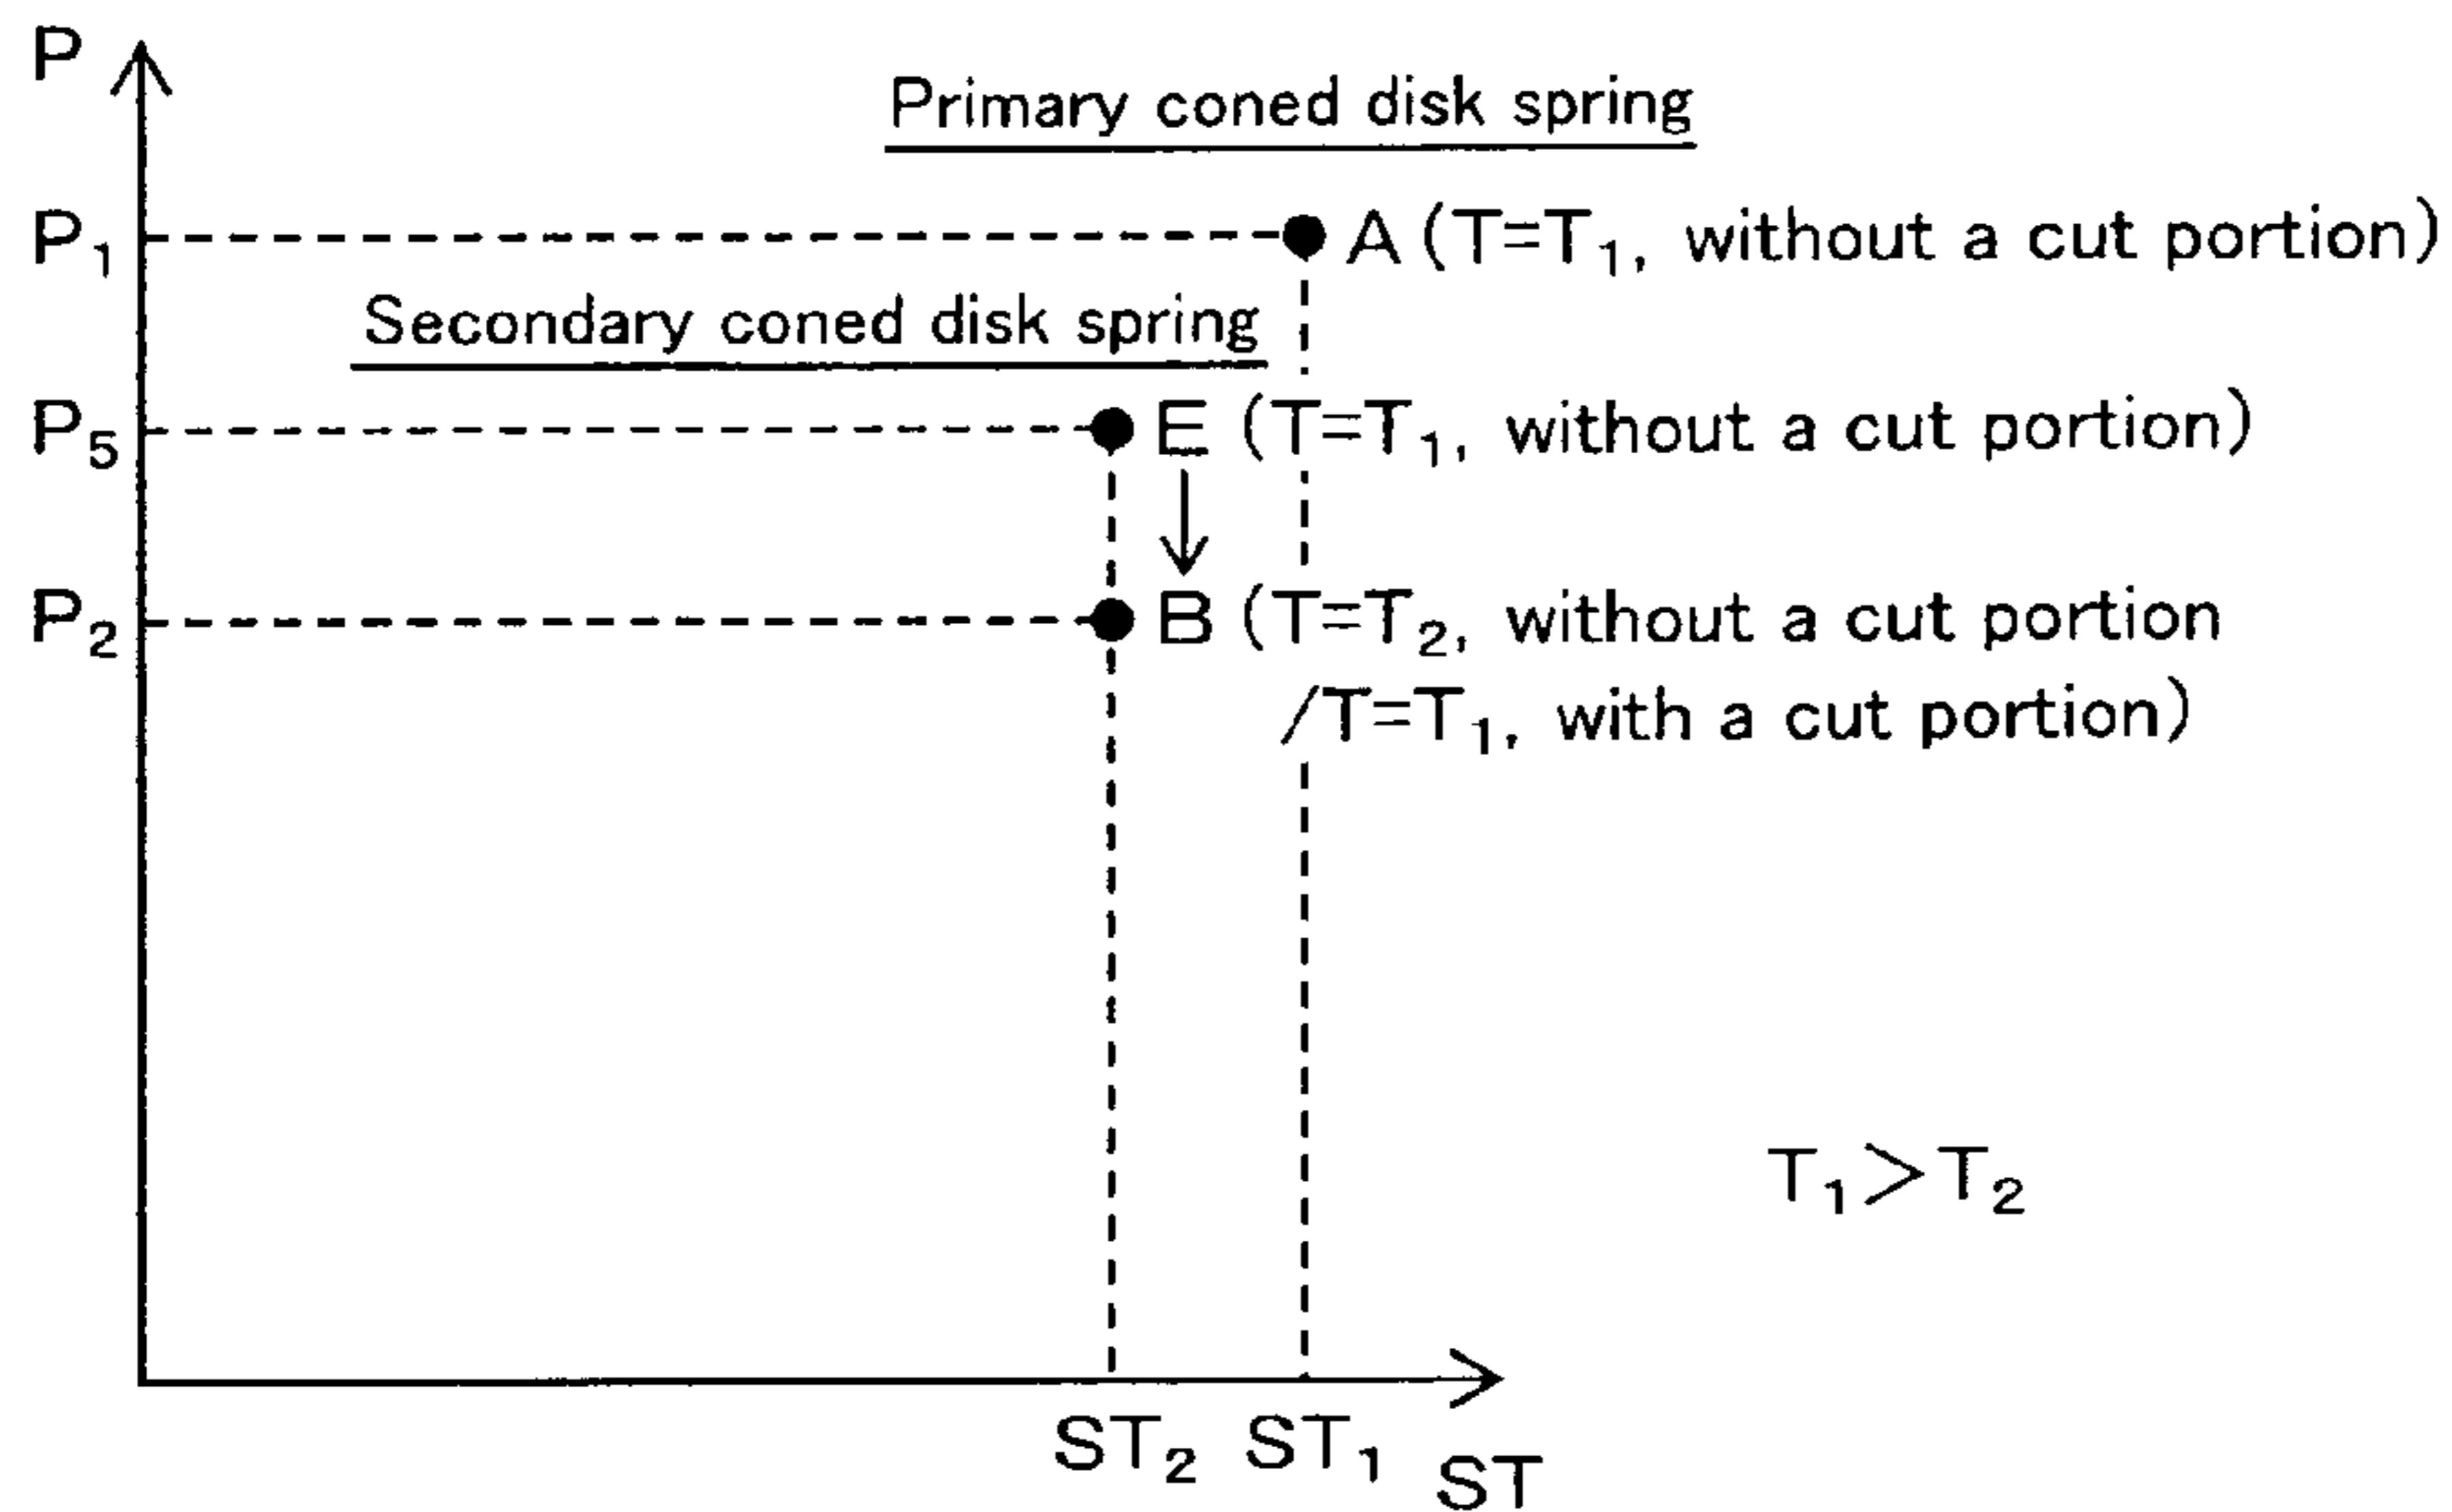 P
Primary coned disk spring
P₁
A (T=T₁, without a cut portion)
Secondary coned disk spring
P₅
E (T=T₁, without a cut portion)
P₂
B (T=T₂, without a cut portion
/T=T₁, with a cut portion)
T₁>T₂
ST₂ ST₁
ST